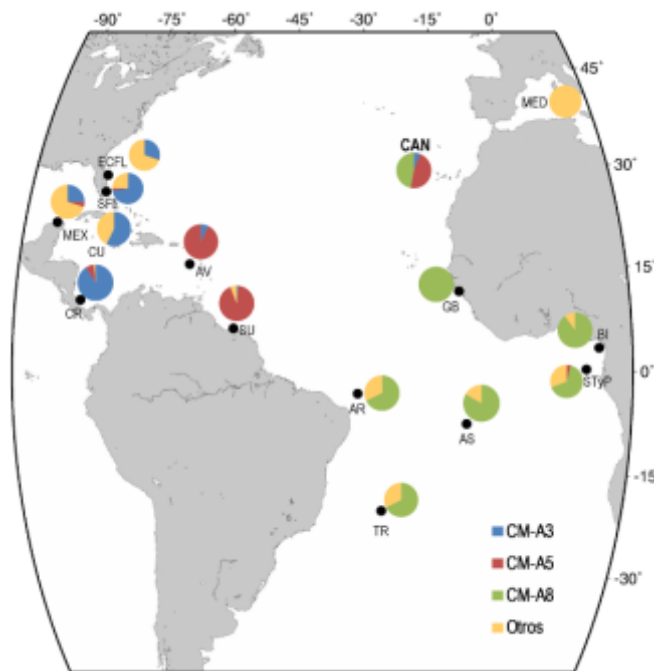 -90° -75° -60° -45° -30° -15° 0°
45°
MED
CAN
30°
ECFL
SFL
MEX
CU
15°
AV
GB
CR
SU
BI
0°
STyP
AR
AS
-15°
TR
CM-A3
CM-A5
-30°
CM-A8
Otros